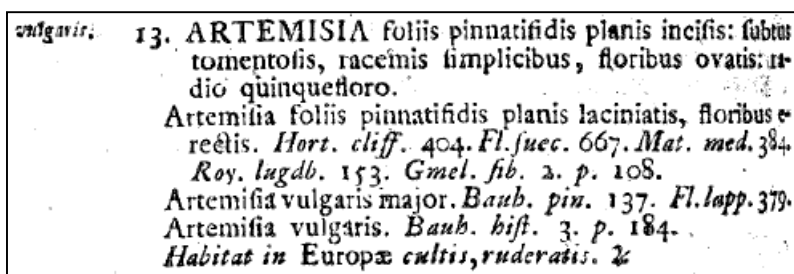 vulgaris. 13. ARTEMISIA foliis pinnatifidis planis incisis: subtus
tomentosis, racemis simplicibus, floribus ovatis: ra-
dio quinquefloro.
Artemisia foliis pinnatifidis planis laciniatis, floribus e-
rectis. Hort. cliff. 404. Fl. suec. 667. Mat. med. 384.
Roy. lugdb. 153. Gmel. sib. 2. p. 108.
Artemisia vulgaris major. Bauh. pin. 137. Fl. lapp. 379.
Artemisia vulgaris. Bauh. hist. 3. p. 184.
Habitat in Europæ cultis, ruderatis. ♃